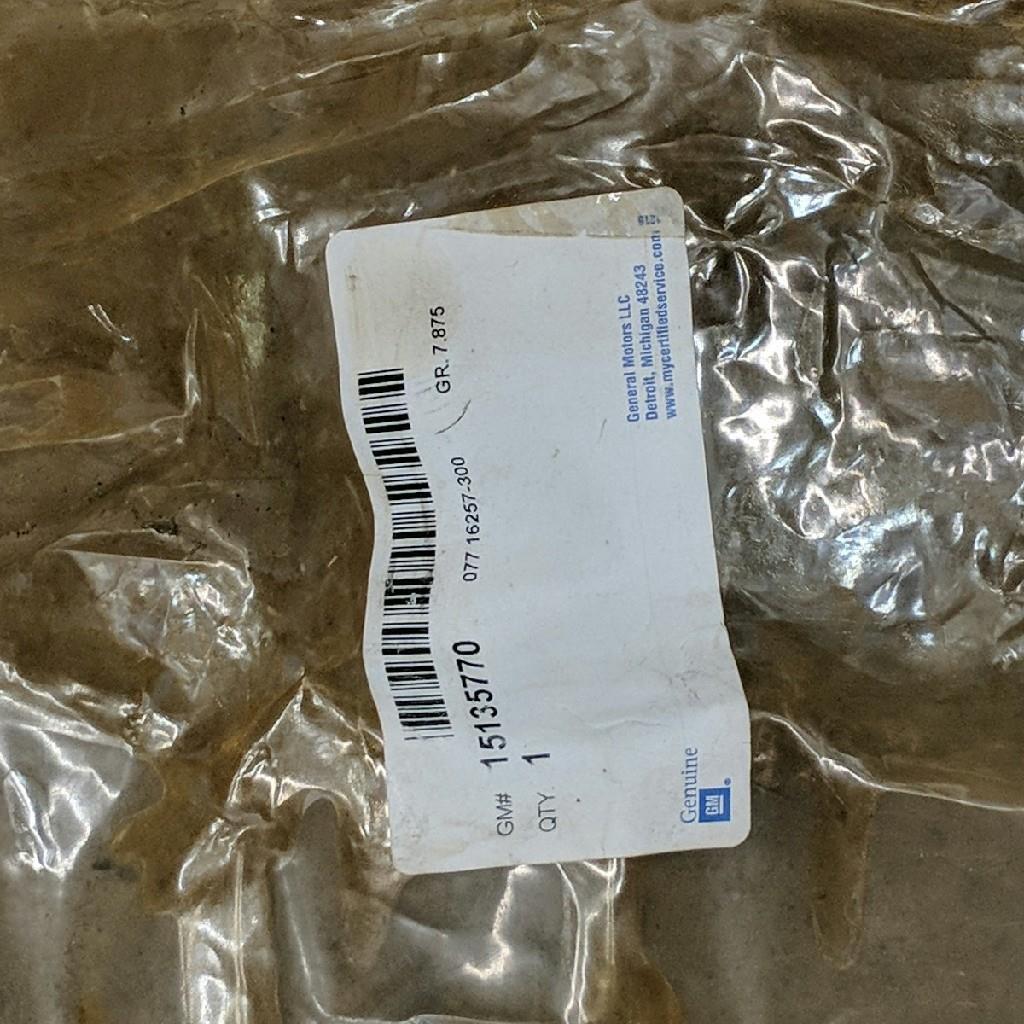 GR. 7.875
077 16257-300
GM# 15135770
QTY. 1
General Motors LLC
Detroit, Michigan 48243
www.mycertifiedservice.com
Genuine
GM